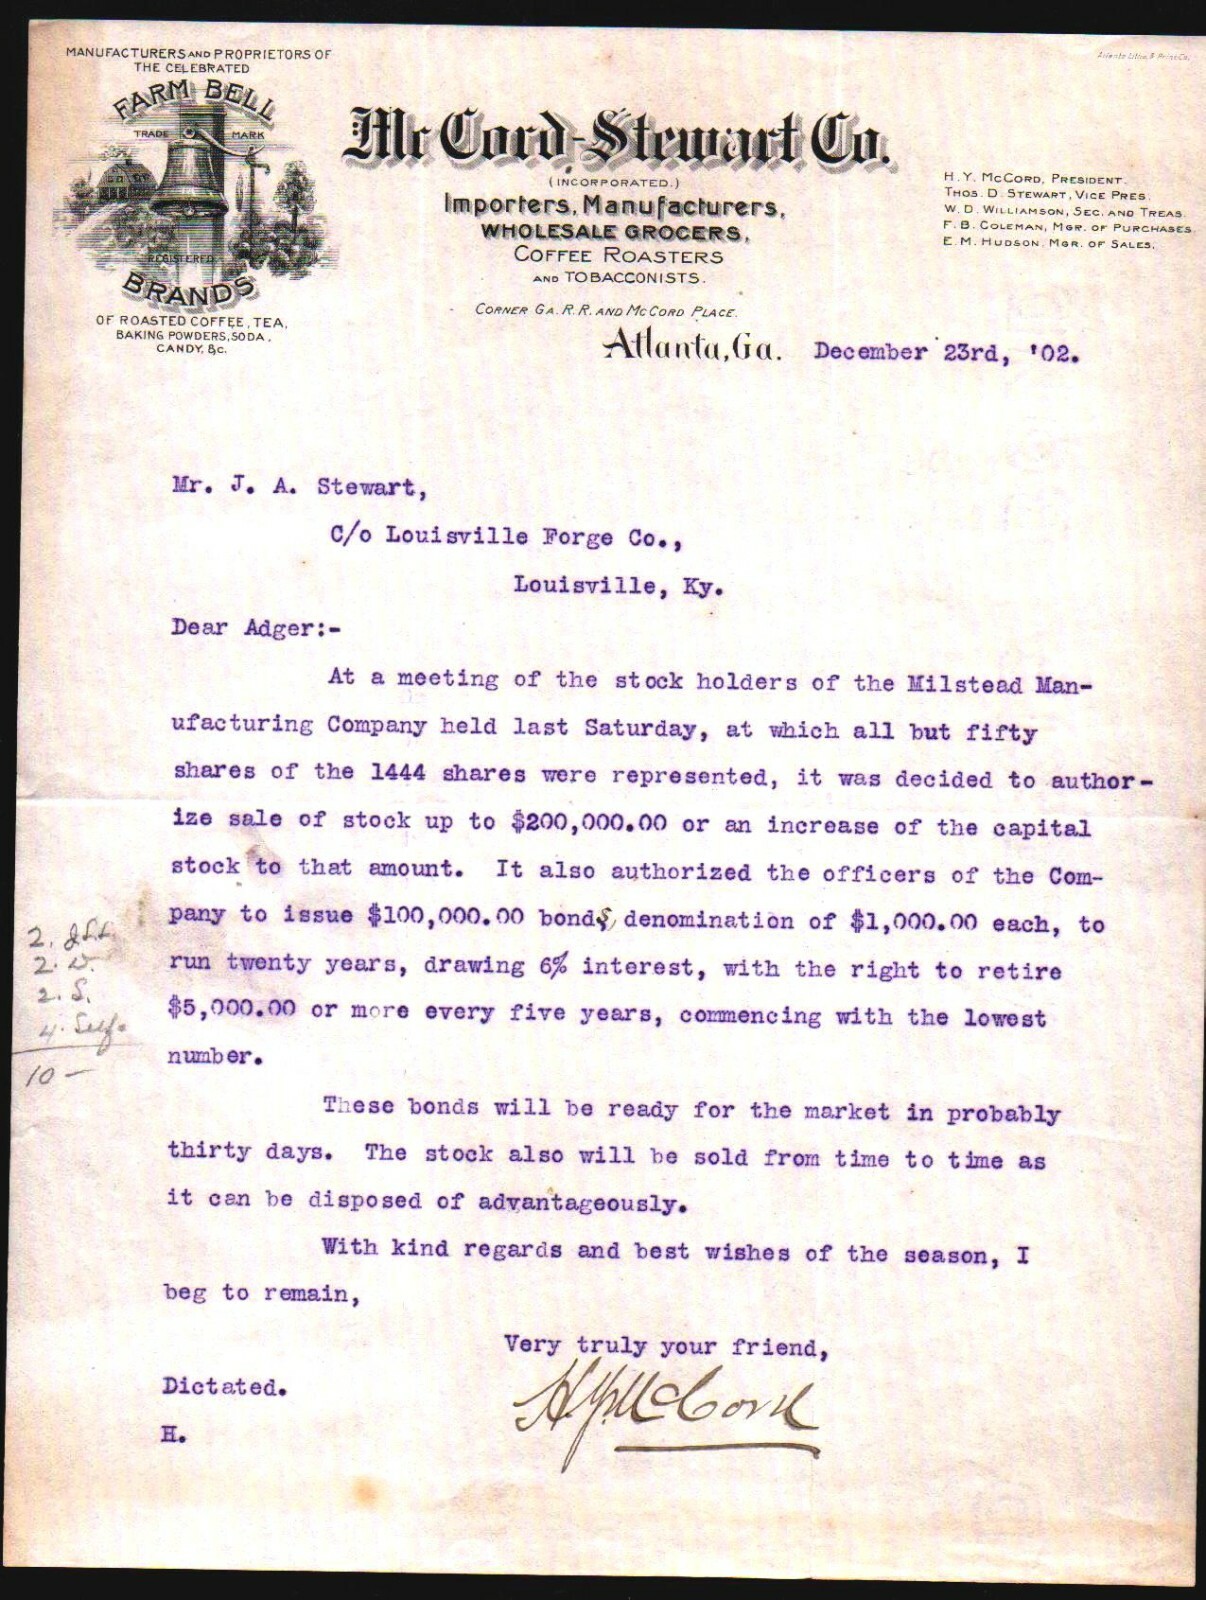 MANUFACTURERS AND PROPRIETORS OF
THE CELEBRATED
FARM BELL
TRADE MARK
REGISTERED
BRANDS
OF ROASTED COFFEE, TEA,
BAKING POWDERS, SODA,
CANDY, &c.
Atlanta Litho. & Print Co.
McCord-Stewart Co.
(INCORPORATED.)
Importers, Manufacturers,
WHOLESALE GROCERS,
COFFEE ROASTERS
AND TOBACCONISTS.
CORNER GA. R.R. AND McCORD PLACE.
H. Y. McCORD, PRESIDENT.
THOS. D. STEWART, VICE PRES.
W. D. WILLIAMSON, SEC. AND TREAS.
F. B. COLEMAN, MGR. OF PURCHASES.
E. M. HUDSON. MGR. OF SALES.
Atlanta, Ga. December 23rd, '02.
Mr. J. A. Stewart,
C/o Louisville Forge Co.,
Louisville, Ky.
Dear Adger:-
At a meeting of the stock holders of the Milstead Man-
ufacturing Company held last Saturday, at which all but fifty
shares of the 1444 shares were represented, it was decided to author-
ize sale of stock up to $200,000.00 or an increase of the capital
stock to that amount. It also authorized the officers of the Com-
pany to issue $100,000.00 bonds, denomination of $1,000.00 each, to
run twenty years, drawing 6% interest, with the right to retire
$5,000.00 or more every five years, commencing with the lowest
number.
2.
2. W.
2. S.
4. Self.
10 —
These bonds will be ready for the market in probably
thirty days. The stock also will be sold from time to time as
it can be disposed of advantageously.
With kind regards and best wishes of the season, I
beg to remain,
Very truly your friend,
H.Y. McCord
Dictated.
H.